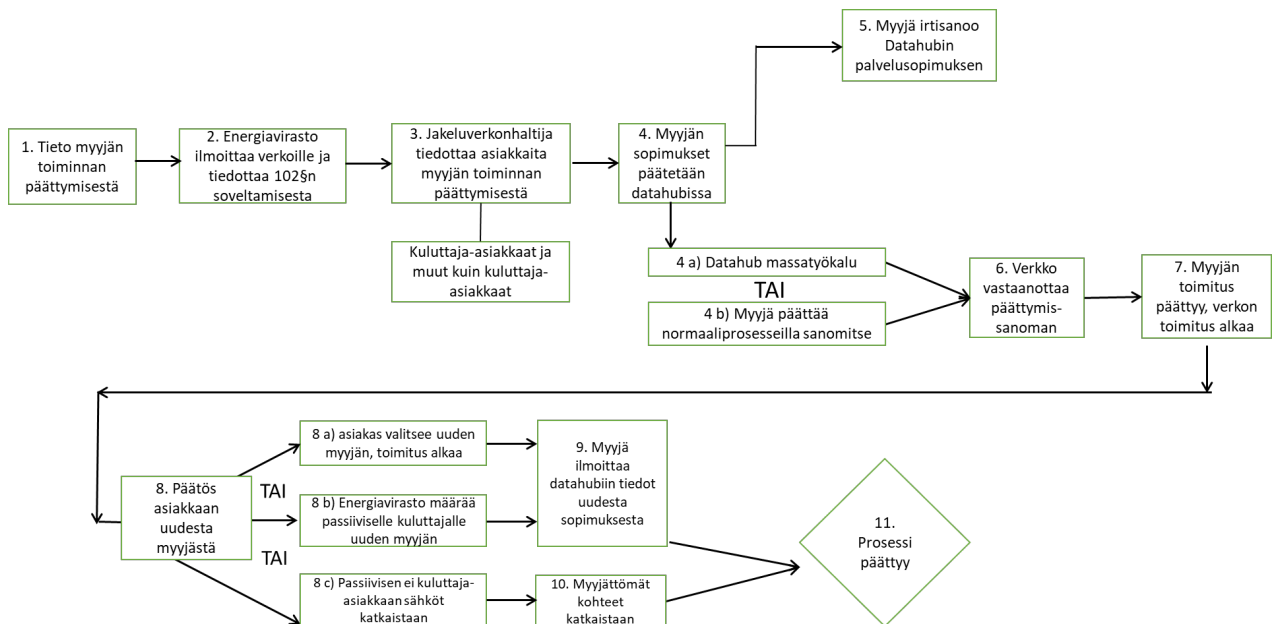 1. Tieto myyjän
toiminnan
päättymisestä
2. Energiavirasto
ilmoittaa verkoille ja
tiedottaa 102§n
soveltamisesta
3. Jakeluverkonhaltija
tiedottaa asiakkaita
myyjän toiminnan
päättymisestä
Kuluttaja-asiakkaat ja
muut kuin kuluttaja-
asiakkaat
4. Myyjän
sopimukset
päätetään
datahubissa
5. Myyjä irtisanoo
Datahubin
palvelusopimuksen
4 a) Datahub massatyökalu
TAI
4 b) Myyjä päättää
normaaliprosesseilla sanomitse
6. Verkko
vastaanottaa
päättymis-
sanoman
7. Myyjän
toimitus
päättyy, verkon
toimitus alkaa
8. Päätös
asiakkaan
uudesta
myyjästä
8 a) asiakas valitsee uuden
myyjän, toimitus alkaa
TAI
8 b) Energiavirasto määrää
passiiviselle kuluttajalle
uuden myyjän
TAI
8 c) Passiivisen ei kuluttaja-
asiakkaan sähköt
katkaistaan
9. Myyjä
ilmoittaa
datahubiin tiedot
uudesta
sopimuksesta
10. Myyjättömät
kohteet
katkaistaan
11.
Prosessi
päättyy